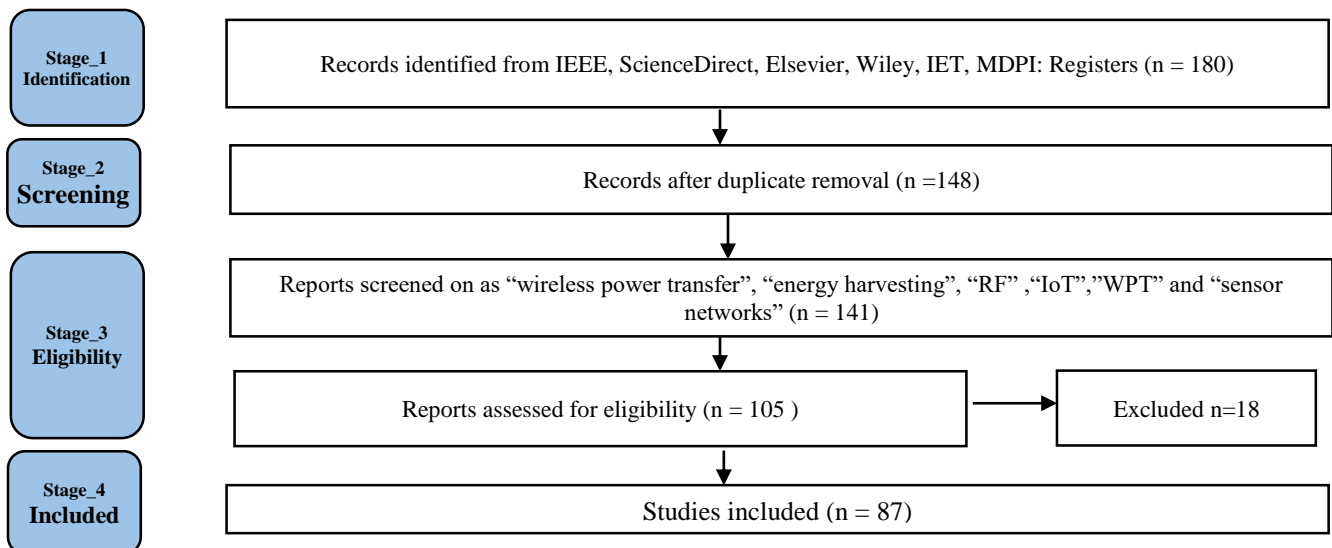 Stage_1
Identification
Records identified from IEEE, ScienceDirect, Elsevier, Wiley, IET, MDPI: Registers (n = 180)
Stage_2
Screening
Records after duplicate removal (n =148)
Stage_3
Eligibility
Reports screened on as “wireless power transfer”, “energy harvesting”, “RF” ,“IoT”,”WPT” and “sensor
networks” (n = 141)
Reports assessed for eligibility (n = 105 )
Excluded n=18
Stage_4
Included
Studies included (n = 87)